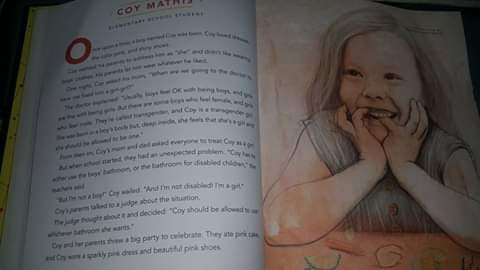 COY MATHIS
ELEMENTARY SCHOOL STUDENT
Once upon a time a boy named Coy was born. Coy loved dresses,
the color pink, and shiny shoes.
Coy wanted his parents to address him as "she" and didn't like wearing
boys' clothes. His parents let him wear whatever he liked.
One night, Coy asked his mom, "When are we going to the doctor to
have me fixed into a girl-girl?"
The doctor explained: "Usually, boys feel OK with being boys, and girls
are OK with being girls. But there are some boys who feel female, and girls
who feel male. They're called transgender, and Coy is a transgender girl.
She was born in a boy's body but, deep inside, she feels that she's a girl and
she should be allowed to be one."
From then on, Coy's mom and dad asked everyone to treat Coy as a girl.
But when school started, they had an unexpected problem. "Coy has to
either use the boys' bathroom, or the bathroom for disabled children," the
teachers said.
"But I'm not a boy!" Coy wailed. "And I'm not disabled! I'm a girl."
Coy's parents talked to a judge about the situation.
The judge thought about it and decided: "Coy should be allowed to use
whichever bathroom she wants."
Coy and her parents threw a big party to celebrate. They ate pink cake,
and Coy wore a sparkly pink dress and beautiful pink shoes.